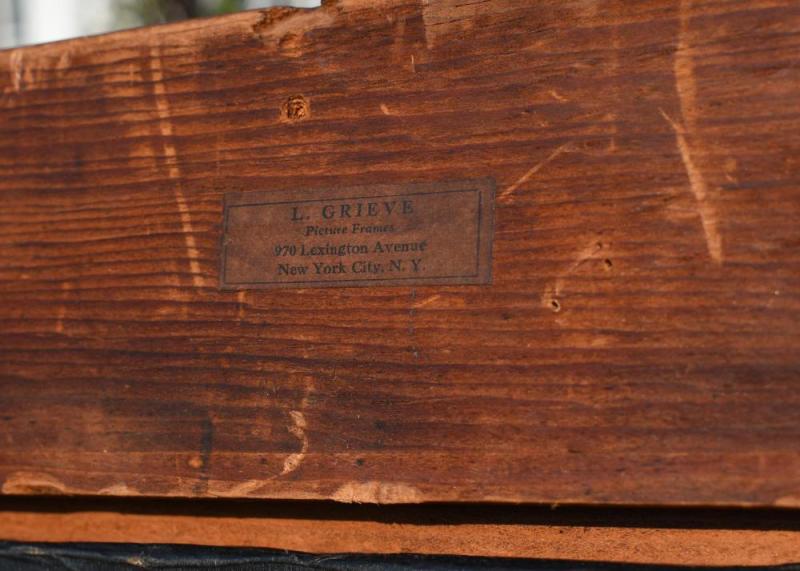 L. GRIEVE
Picture Frames
970 Lexington Avenue
New York City, N. Y.